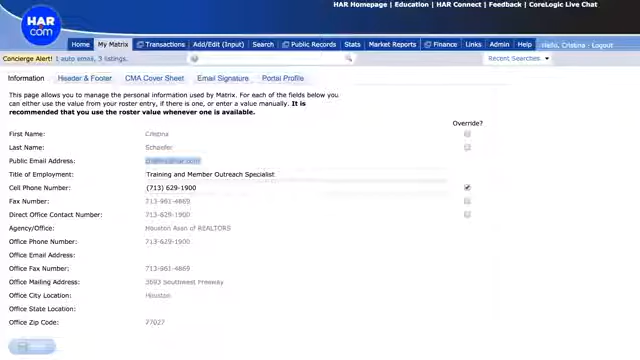 HAR Homepage | Education | HAR Connect | Feedback | CoreLogic Live Chat
HAR
com
Home My Matrix Transactions Add/Edit (Input) Search Public Records Stats Market Reports Finance Links Admin Help Hello, Cristina - Logout
Concierge Alert! 1 auto email, 3 listings. Recent Searches
Information Header & Footer CMA Cover Sheet Email Signature Portal Profile
This page allows you to manage the personal information used by Matrix. For each of the fields below you
can either use the value from your roster entry, if there is one, or enter a value manually. It is
recommended that you use the roster value whenever one is available.
Override?
First Name: Cristina
Last Name: Schaefer
Public Email Address:
Title of Employment: Training and Member Outreach Specialist
Cell Phone Number: (713) 629-1900
Fax Number: 713-961-4869
Direct Office Contact Number: 713-629-1900
Agency/Office: Houston Assn of REALTORS
Office Phone Number: 713-629-1900
Office Email Address:
Office Fax Number: 713-961-4869
Office Mailing Address: 3693 Southwest Freeway
Office City Location: Houston
Office State Location:
Office Zip Code: 77027